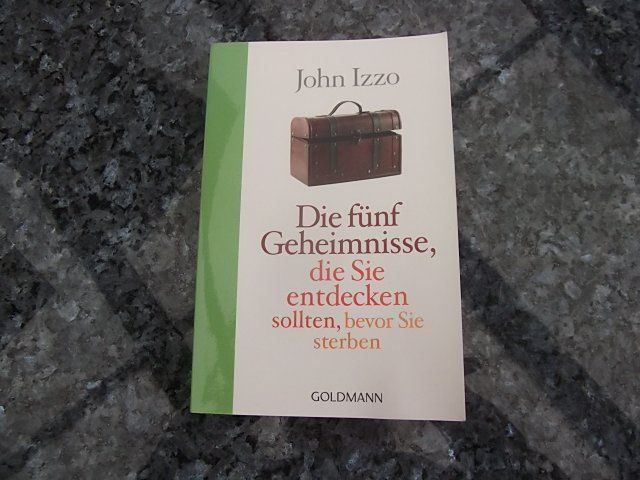 John Izzo
Die fünf
Geheimnisse,
die Sie
entdecken
sollten, bevor Sie
sterben
GOLDMANN